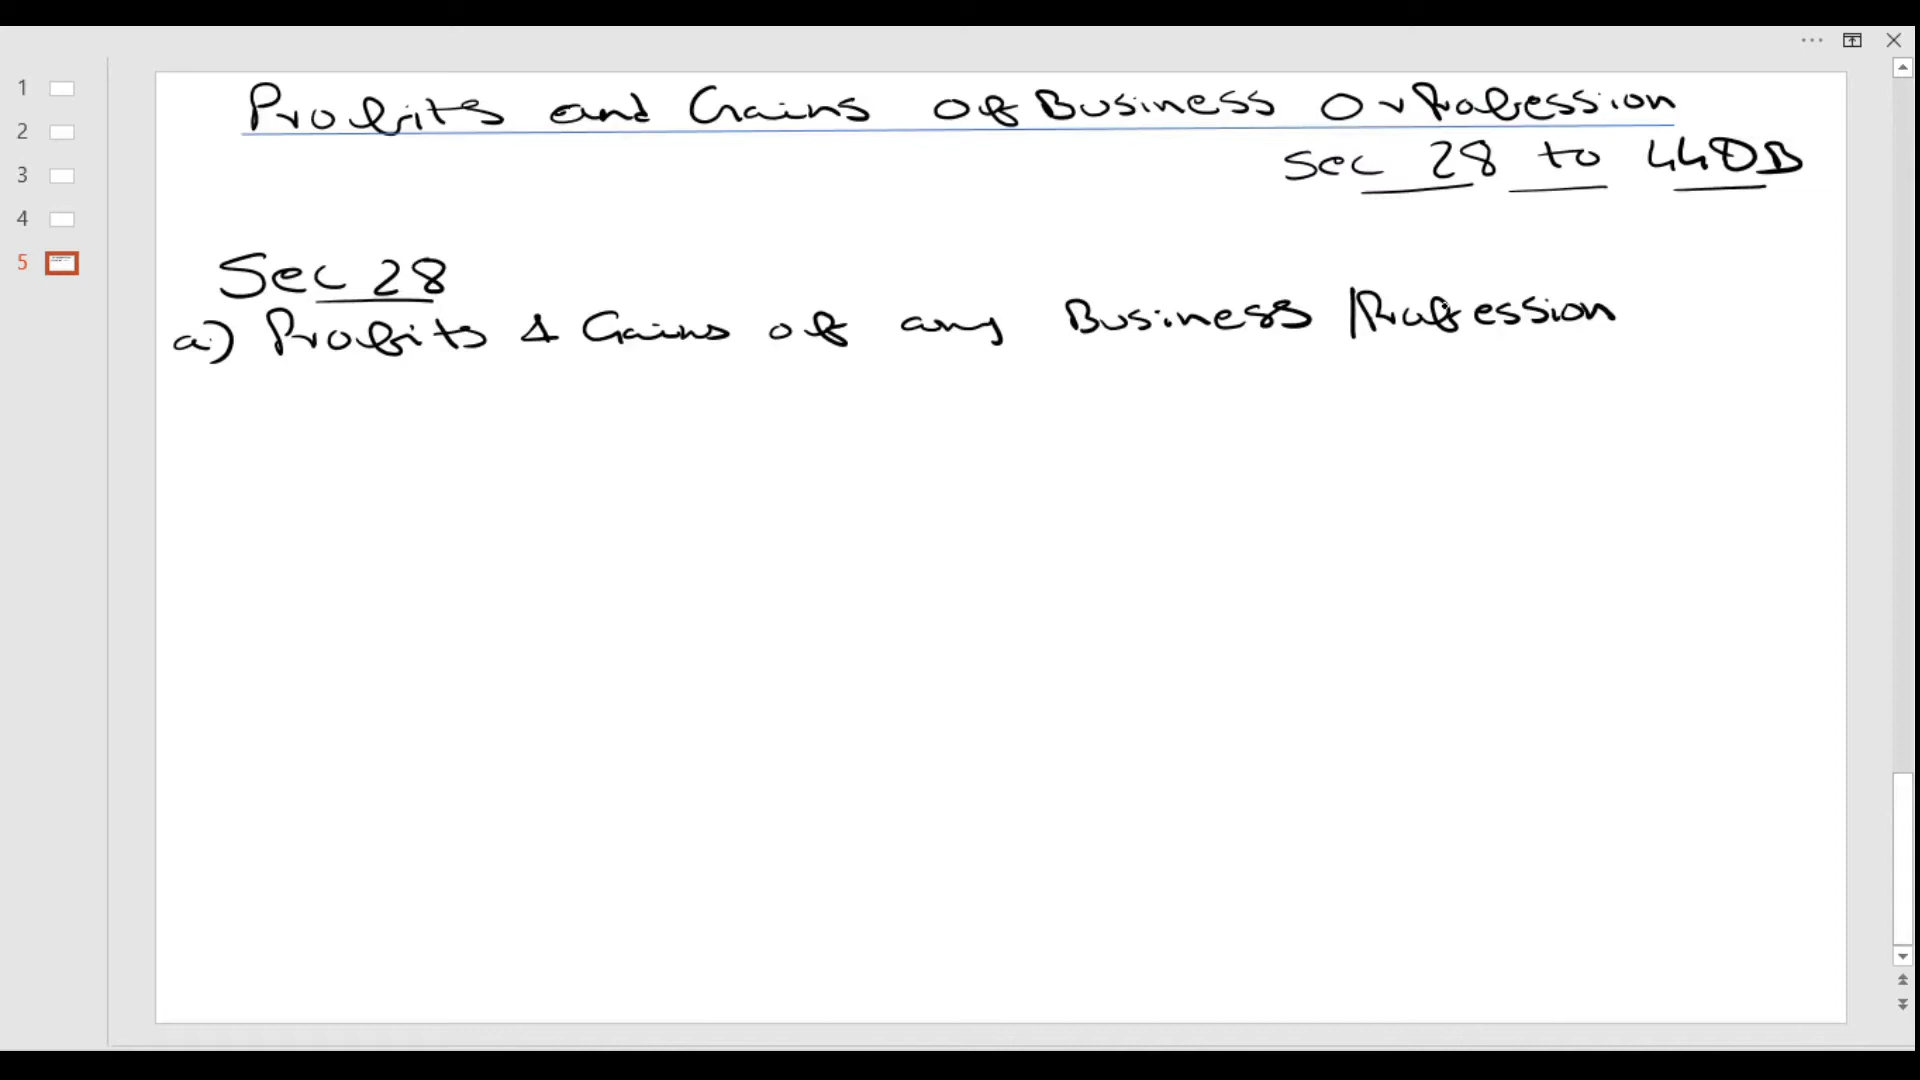 1
2
3
4
5
Profits and Gains of Business Or Profession
Sec 28 to 44DB
Sec 28
a) Profits & Gains of any Business / Profession